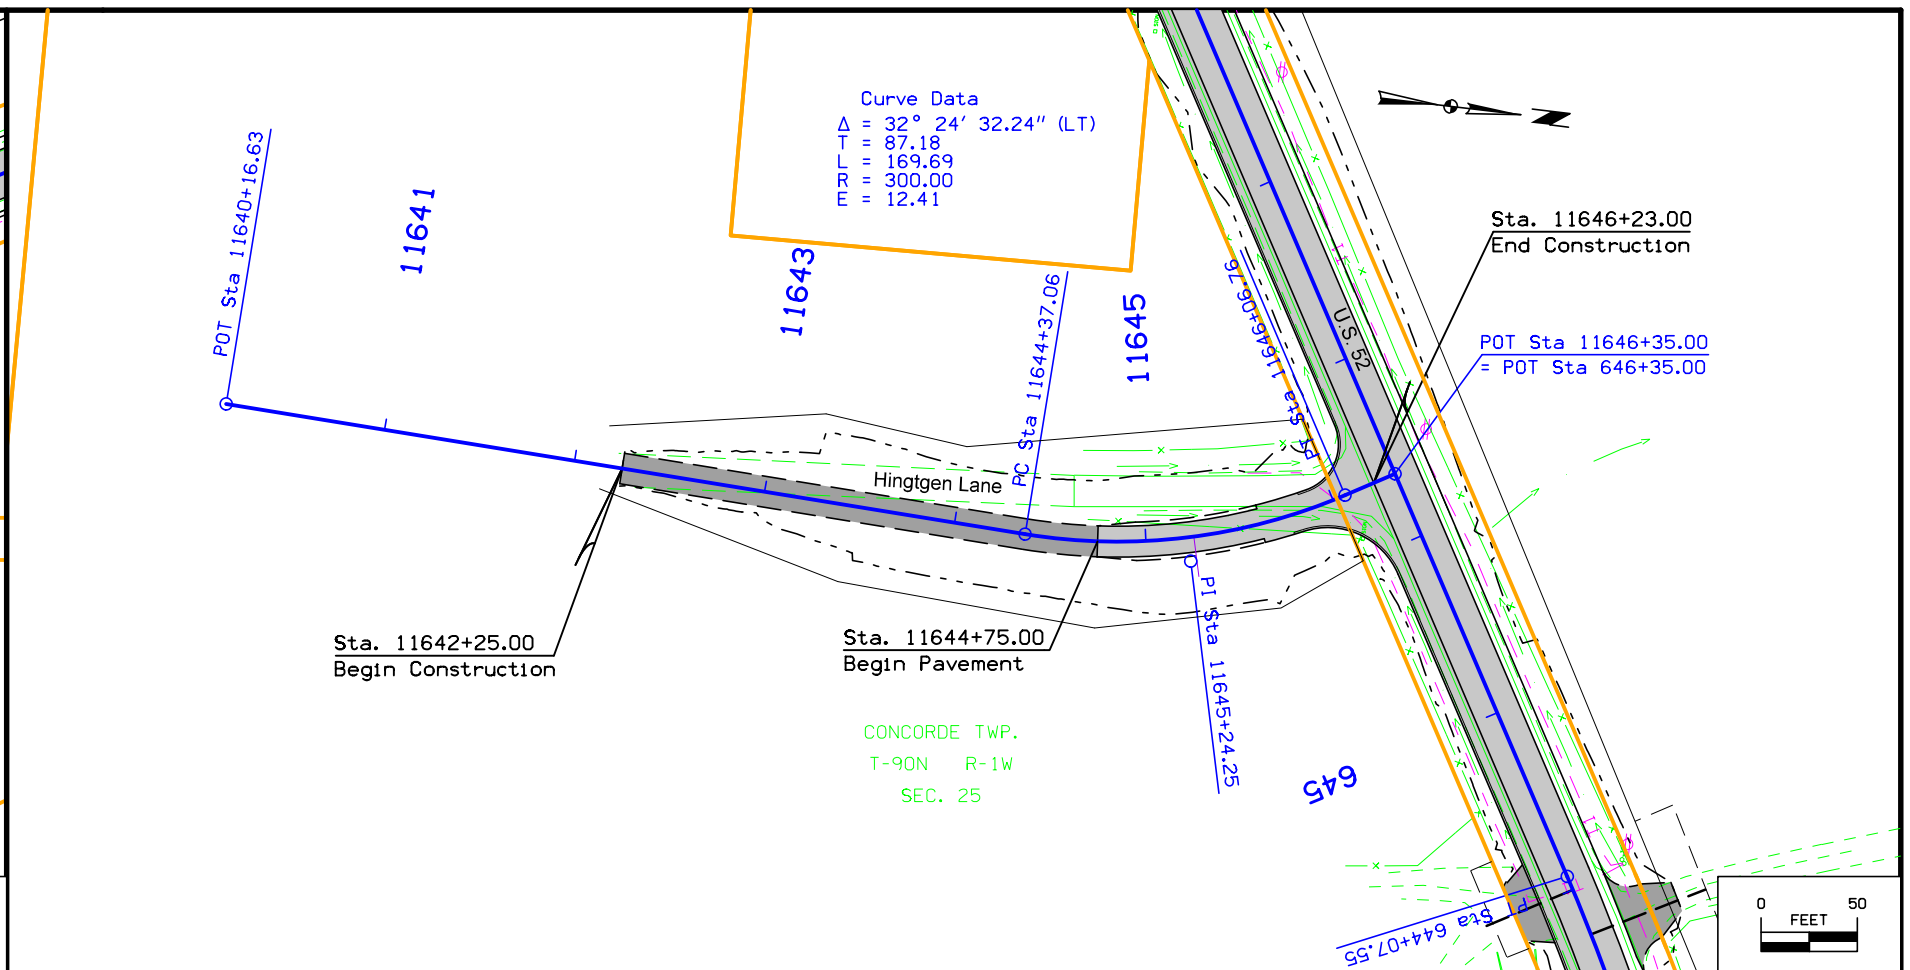 Curve Data
Δ = 32° 24' 32.24" (LT)
T = 87.18
L = 169.69
R = 300.00
E = 12.41
POT Sta 11640+16.63
11641
11643
11645
PC Sta 11644+37.06
PT Sta 11646+06.76
Sta. 11646+23.00
End Construction
U.S. 52
POT Sta 11646+35.00
= POT Sta 646+35.00
Hingtgen Lane
Sta. 11642+25.00
Begin Construction
Sta. 11644+75.00
Begin Pavement
PI Sta 11645+24.25
CONCORDE TWP.
T-90N R-1W
SEC. 25
645
Sta 644+07.55
0 50
FEET
N